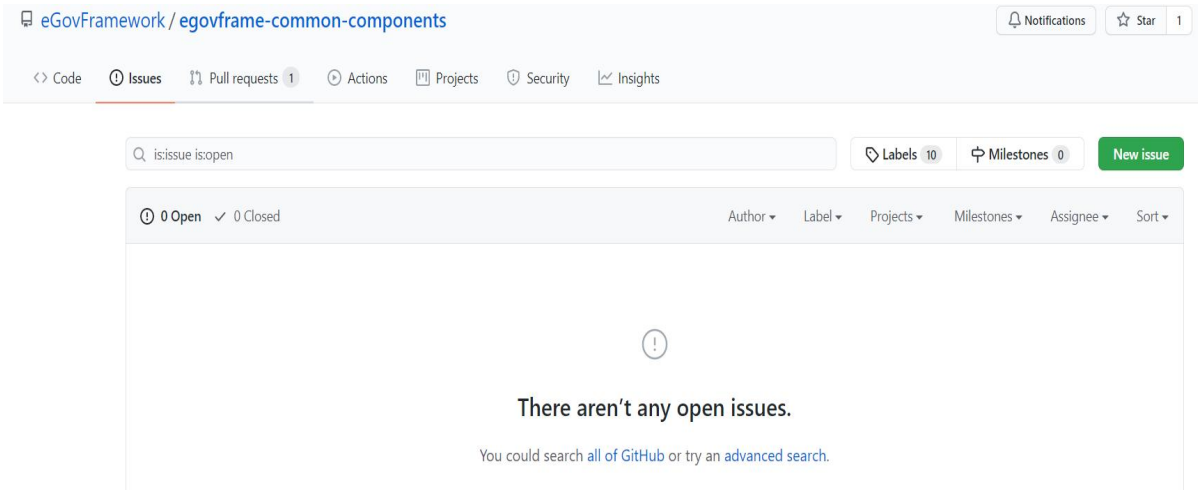 eGovFramework / egovframe-common-components
Notifications
Star 1
Code
Issues
Pull requests 1
Actions
Projects
Security
Insights
is:issue is:open
Labels 10
Milestones 0
New issue
0 Open
0 Closed
Author
Label
Projects
Milestones
Assignee
Sort
There aren't any open issues.
You could search all of GitHub or try an advanced search.